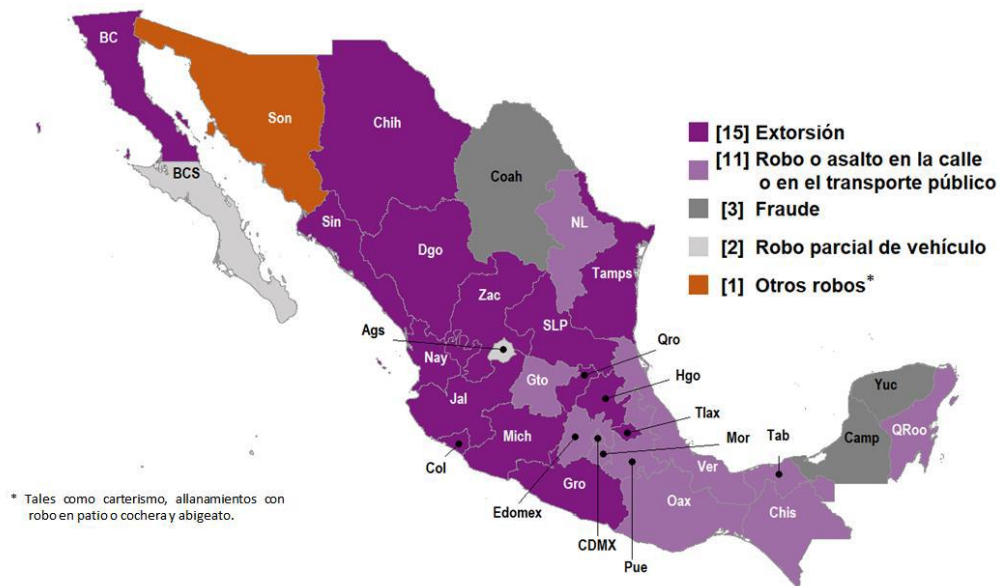 BC
Son
Chih
Coah
BCS
NL
Sin
Dgo
Tamps
Zac
SLP
Ags
Nay
Gto
Qro
Hgo
Jal
Yuc
QRoo
Tlax
Mich
Camp
Tab
Mor
Col
Ver
Gro
Oax
Chis
Edomex
CDMX
Pue
[15] Extorsión
[11] Robo o asalto en la calle
o en el transporte público
[3] Fraude
[2] Robo parcial de vehículo
[1] Otros robos*
* Tales como carterismo, allanamientos con
robo en patio o cochera y abigeato.